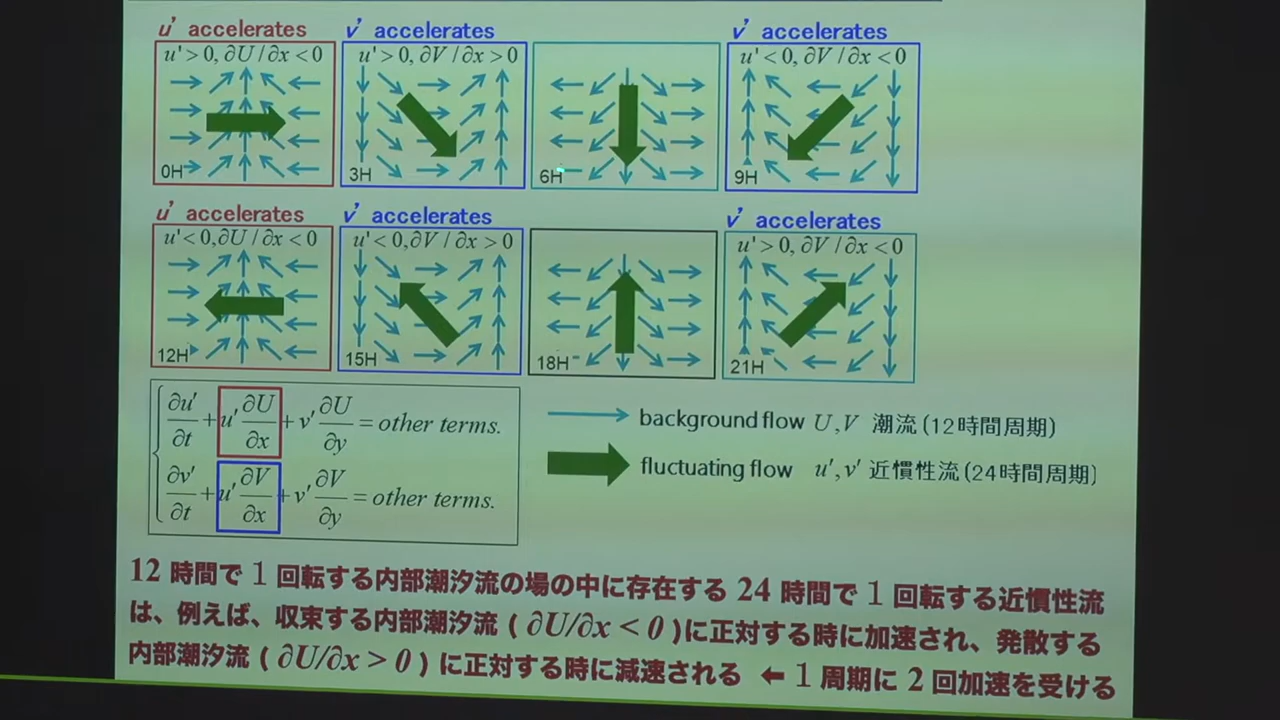 u' accelerates
v' accelerates
v' accelerates
u' > 0, ∂U / ∂x < 0
u' > 0, ∂V / ∂x > 0
u' < 0, ∂V / ∂x < 0
0H
3H
6H
9H
u' accelerates
v' accelerates
v' accelerates
u' < 0, ∂U / ∂x < 0
u' < 0, ∂V / ∂x > 0
u' > 0, ∂V / ∂x < 0
12H
15H
18H
21H
∂u'/∂t + u' ∂U/∂x + v' ∂U/∂y = other terms.
∂v'/∂t + u' ∂V/∂x + v' ∂V/∂y = other terms.
background flow U,V 潮流(12時間周期)
fluctuating flow u',v' 近慣性流(24時間周期)
12 時間で 1 回転する内部潮汐流の場の中に存在する 24 時間で 1 回転する近慣性流
は、例えば、収束する内部潮汐流 ( ∂U/∂x < 0 )に正対する時に加速され、発散する
内部潮汐流 ( ∂U/∂x > 0 ) に正対する時に減速される ← 1 周期に 2 回加速を受ける